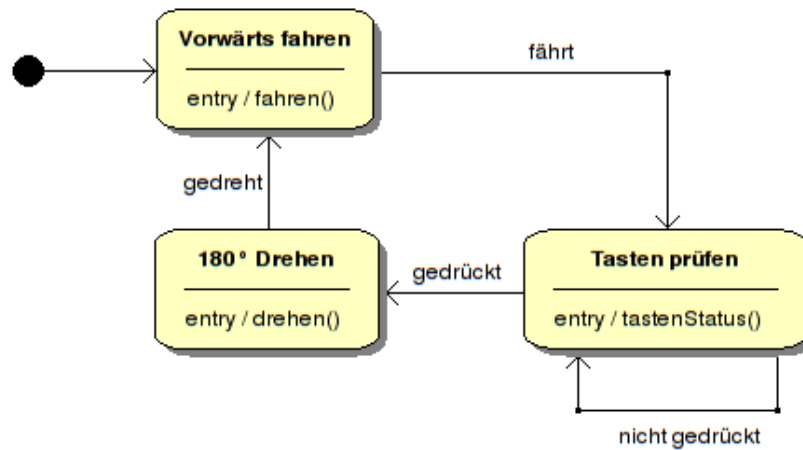 Vorwärts fahren
entry / fahren()
fährt
gedreht
180° Drehen
entry / drehen()
gedrückt
Tasten prüfen
entry / tastenStatus()
nicht gedrückt